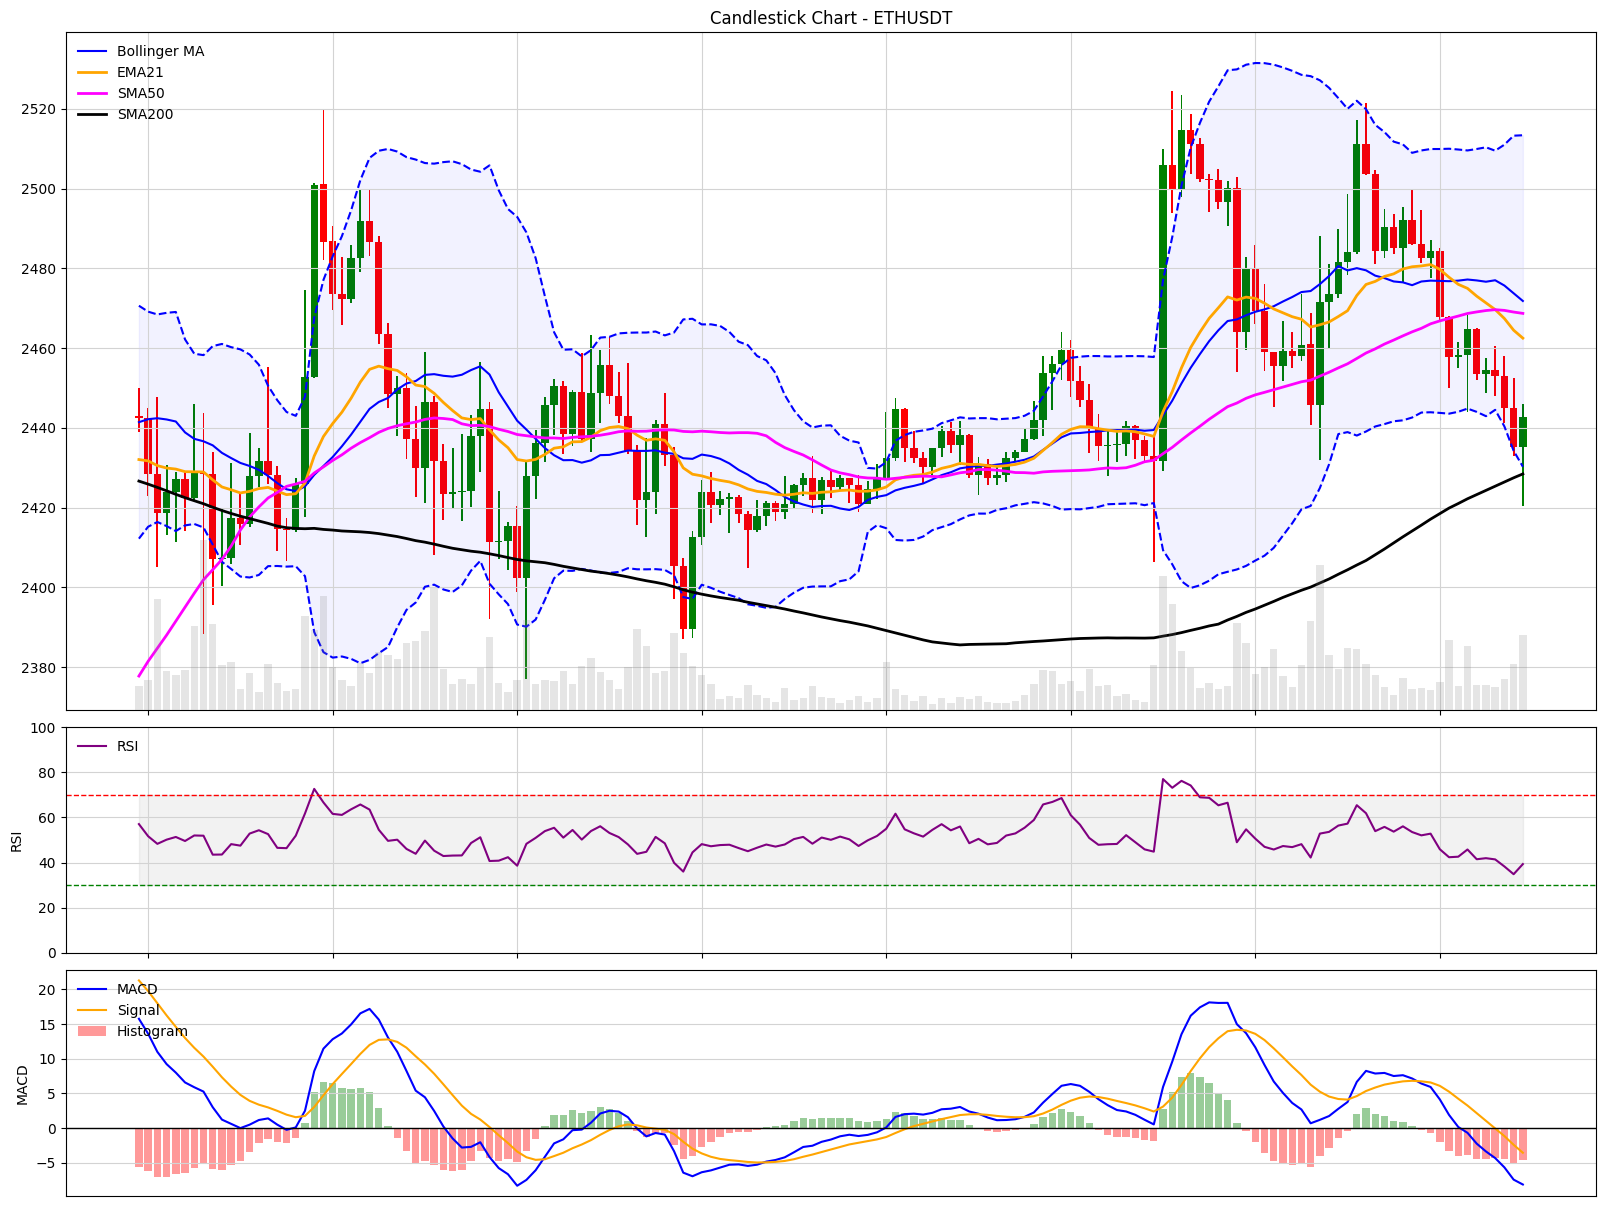 Candlestick Chart - ETHUSDT
Bollinger MA
EMA21
SMA50
SMA200
2520
2500
2480
2460
2440
2420
2400
2380
100
80
60
40
20
0
RSI
RSI
20
15
10
5
0
−5
MACD
MACD
Signal
Histogram